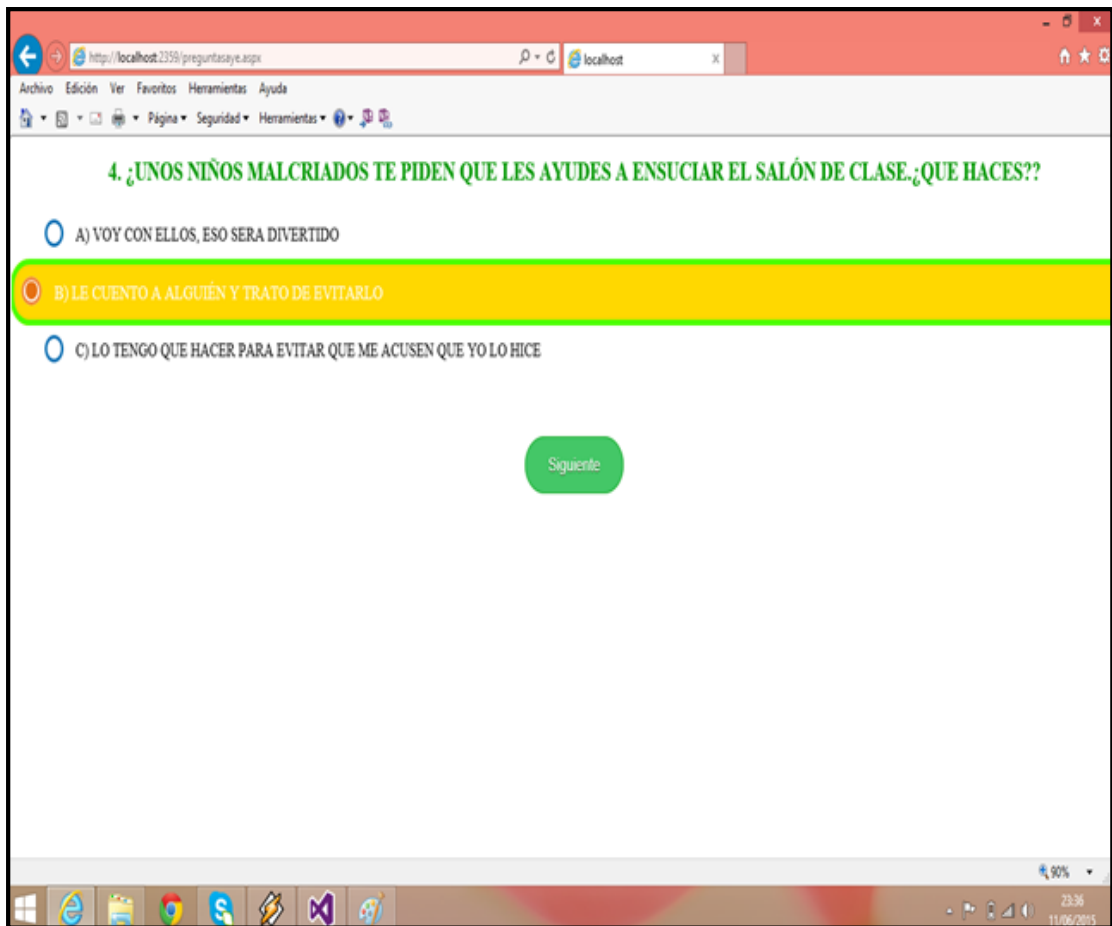 http://localhost:2359/preguntasaye.aspx
localhost
Archivo Edición Ver Favoritos Herramientas Ayuda
Página Seguridad Herramientas
4. ¿UNOS NIÑOS MALCRIADOS TE PIDEN QUE LES AYUDES A ENSUCIAR EL SALÓN DE CLASE.¿QUE HACES??
A) VOY CON ELLOS, ESO SERA DIVERTIDO
B) LE CUENTO A ALGUIÉN Y TRATO DE EVITARLO
C) LO TENGO QUE HACER PARA EVITAR QUE ME ACUSEN QUE YO LO HICE
Siguiente
90%
23:36
11/06/2015